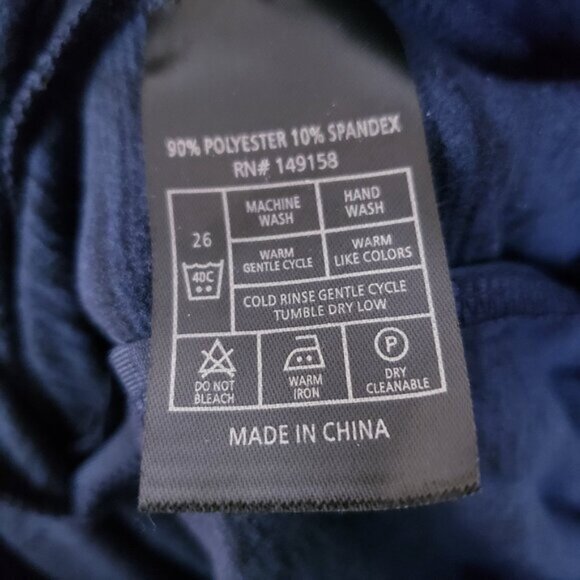 90% POLYESTER 10% SPANDEX
RN# 149158
26
40C
MACHINE
WASH
HAND
WASH
WARM
GENTLE CYCLE
WARM
LIKE COLORS
COLD RINSE GENTLE CYCLE
TUMBLE DRY LOW
DO NOT
BLEACH
WARM
IRON
P
DRY
CLEANABLE
MADE IN CHINA